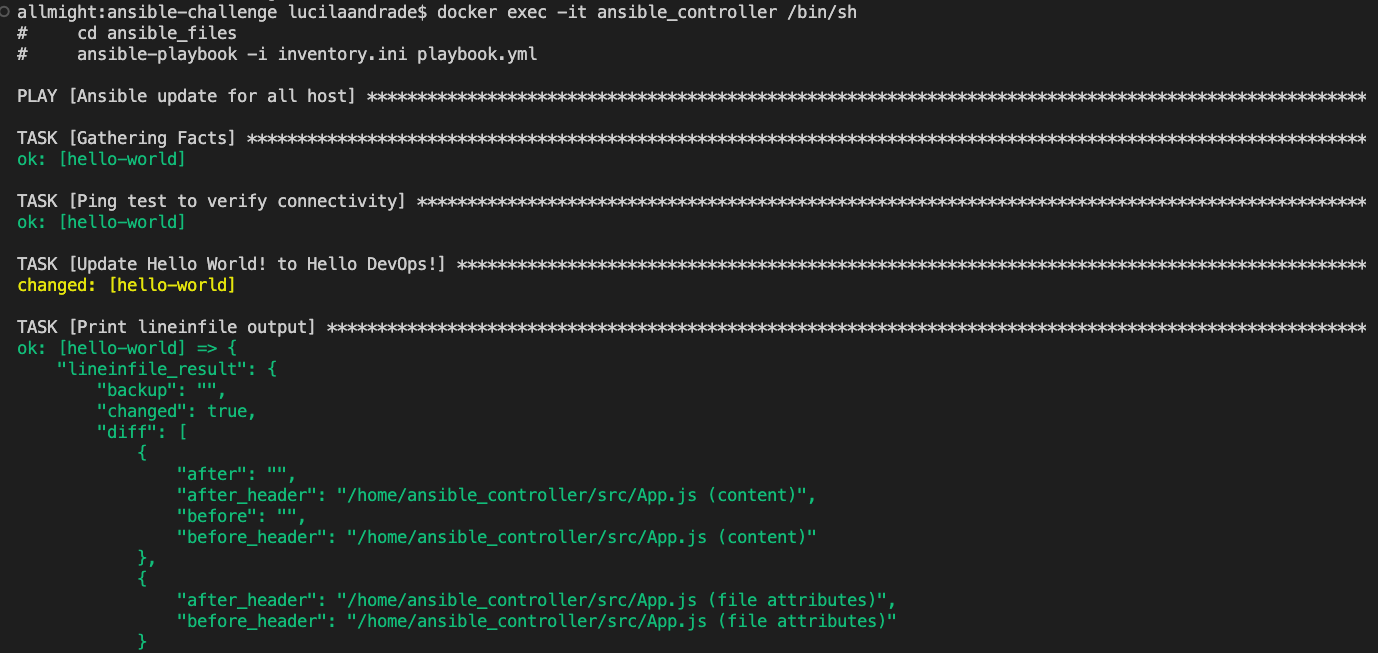 allmight:ansible-challenge lucilaandrade$ docker exec -it ansible_controller /bin/sh
#     cd ansible_files
#     ansible-playbook -i inventory.ini playbook.yml
PLAY [Ansible update for all host] ****************************************************************************************************
TASK [Gathering Facts] ****************************************************************************************************************
ok: [hello-world]
TASK [Ping test to verify connectivity] ***********************************************************************************************
ok: [hello-world]
TASK [Update Hello World! to Hello DevOps!] *******************************************************************************************
changed: [hello-world]
TASK [Print lineinfile output] ********************************************************************************************************
ok: [hello-world] => {
    "lineinfile_result": {
        "backup": "",
        "changed": true,
        "diff": [
            {
                "after": "",
                "after_header": "/home/ansible_controller/src/App.js (content)",
                "before": "",
                "before_header": "/home/ansible_controller/src/App.js (content)"
            },
            {
                "after_header": "/home/ansible_controller/src/App.js (file attributes)",
                "before_header": "/home/ansible_controller/src/App.js (file attributes)"
            }